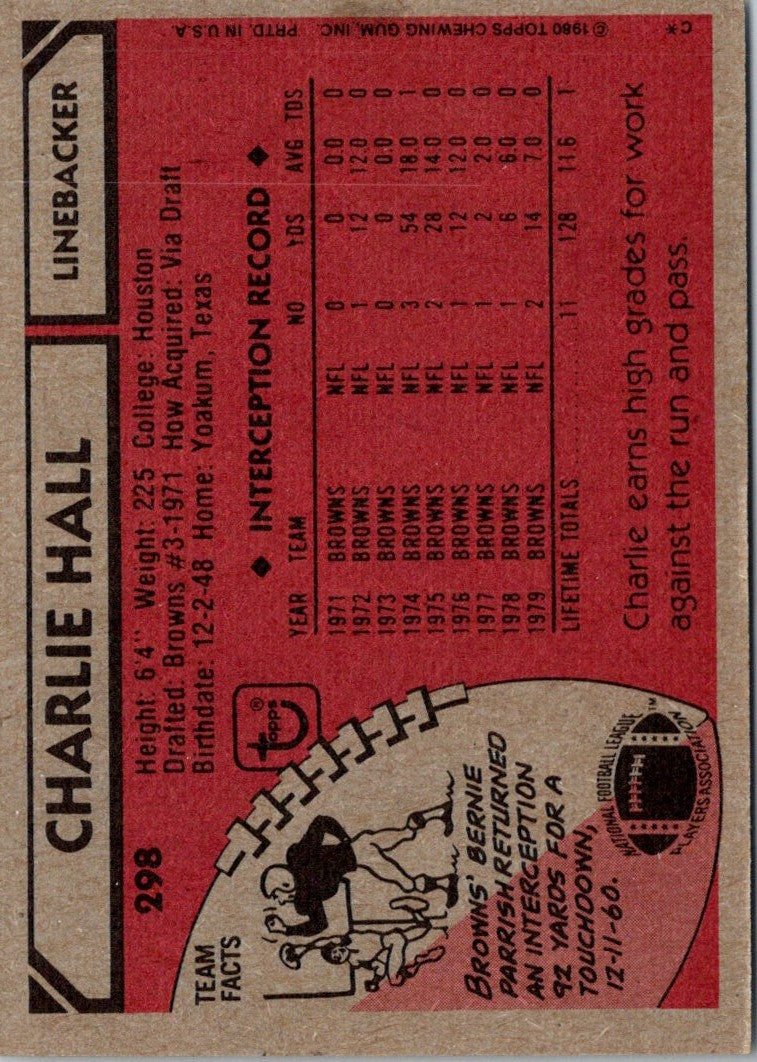 298
CHARLIE HALL
LINEBACKER
Height: 6'4" Weight: 225 College: Houston
Drafted: Browns #3-1971 How Acquired: Via Draft
Birthdate: 12-2-48 Home: Yoakum, Texas
topps®
◆ INTERCEPTION RECORD ◆
YEAR TEAM NO YDS AVG TDS
1971 BROWNS NFL 0 0 0.0 0
1972 BROWNS NFL 1 12 12.0 0
1973 BROWNS NFL 0 0 0.0 0
1974 BROWNS NFL 3 54 18.0 1
1975 BROWNS NFL 2 28 14.0 0
1976 BROWNS NFL 1 12 12.0 0
1977 BROWNS NFL 1 2 2.0 0
1978 BROWNS NFL 1 6 6.0 0
1979 BROWNS NFL 2 14 7.0 0
LIFETIME TOTALS 11 128 11.6 1
Charlie earns high grades for work
against the run and pass.
TEAM
FACTS
BROWNS' BERNIE
PARRISH RETURNED
AN INTERCEPTION
92 YARDS FOR A
TOUCHDOWN,
12-11-60.
NATIONAL FOOTBALL LEAGUE™
PLAYERS ASSOCIATION
C* © 1980 TOPPS CHEWING GUM, INC. PRTD. IN U.S.A.